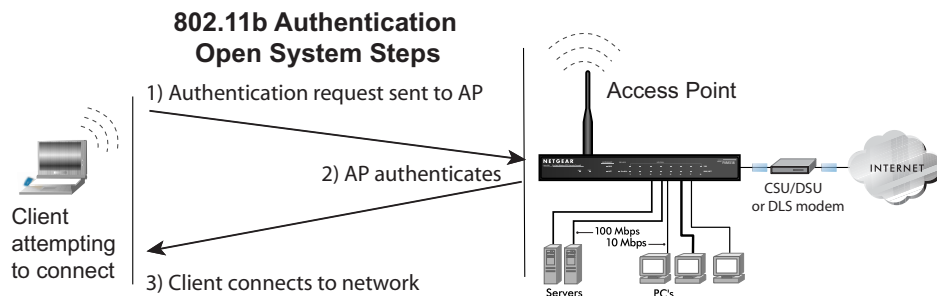 802.11b Authentication
Open System Steps
1) Authentication request sent to AP
Access Point
NETGEAR
2) AP authenticates
INTERNET
CSU/DSU
or DLS modem
Client
attempting
to connect
100 Mbps
10 Mbps
3) Client connects to network
Servers
PC's